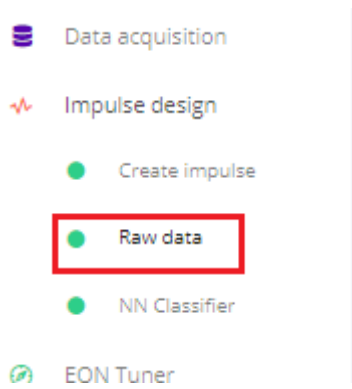 Data acquisition
Impulse design
Create impulse
Raw data
NN Classifier
EON Tuner